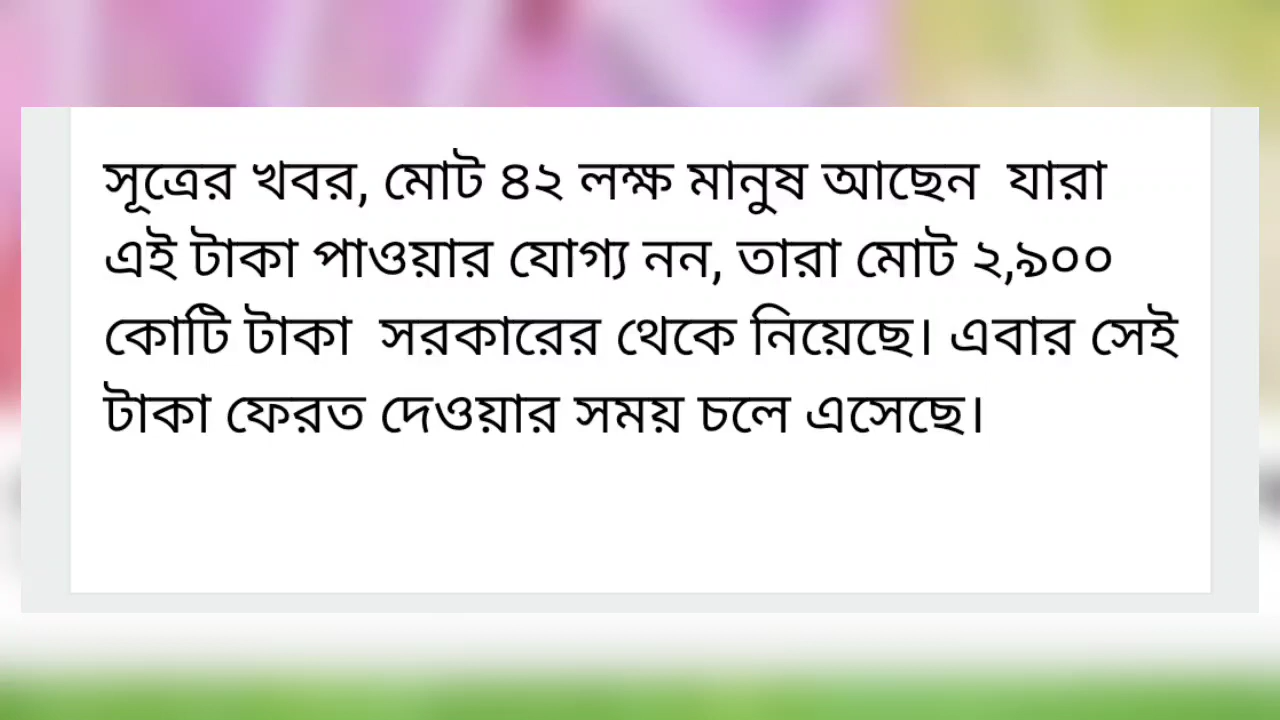 সূত্রের খবর, মোট ৪২ লক্ষ মানুষ আছেন যারা
এই টাকা পাওয়ার যোগ্য নন, তারা মোট ২,৯০০
কোটি টাকা সরকারের থেকে নিয়েছে। এবার সেই
টাকা ফেরত দেওয়ার সময় চলে এসেছে।